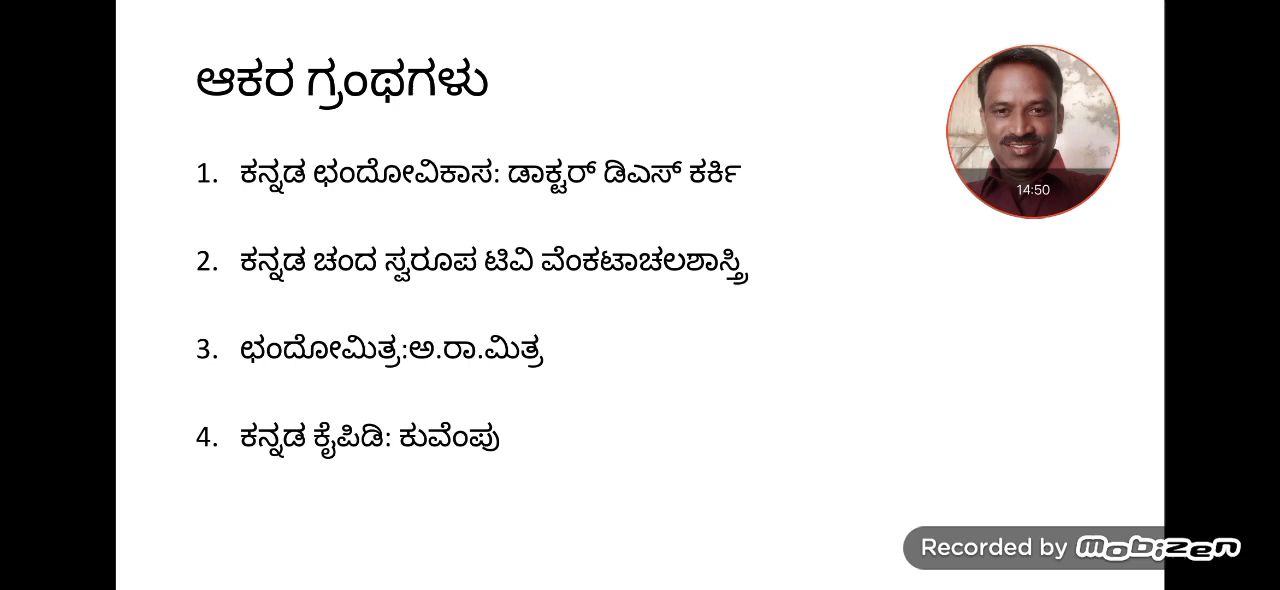 ಆಕರ ಗ್ರಂಥಗಳು
1. ಕನ್ನಡ ಛಂದೋವಿಕಾಸ: ಡಾಕ್ಟರ್ ಡಿಎಸ್ ಕರ್ಕಿ
2. ಕನ್ನಡ ಚಂದ ಸ್ವರೂಪ ಟಿವಿ ವೆಂಕಟಾಚಲಶಾಸ್ತ್ರಿ
3. ಛಂದೋಮಿತ್ರ:ಅ.ರಾ.ಮಿತ್ರ
4. ಕನ್ನಡ ಕೈಪಿಡಿ: ಕುವೆಂಪು
14:50
Recorded by mobizen